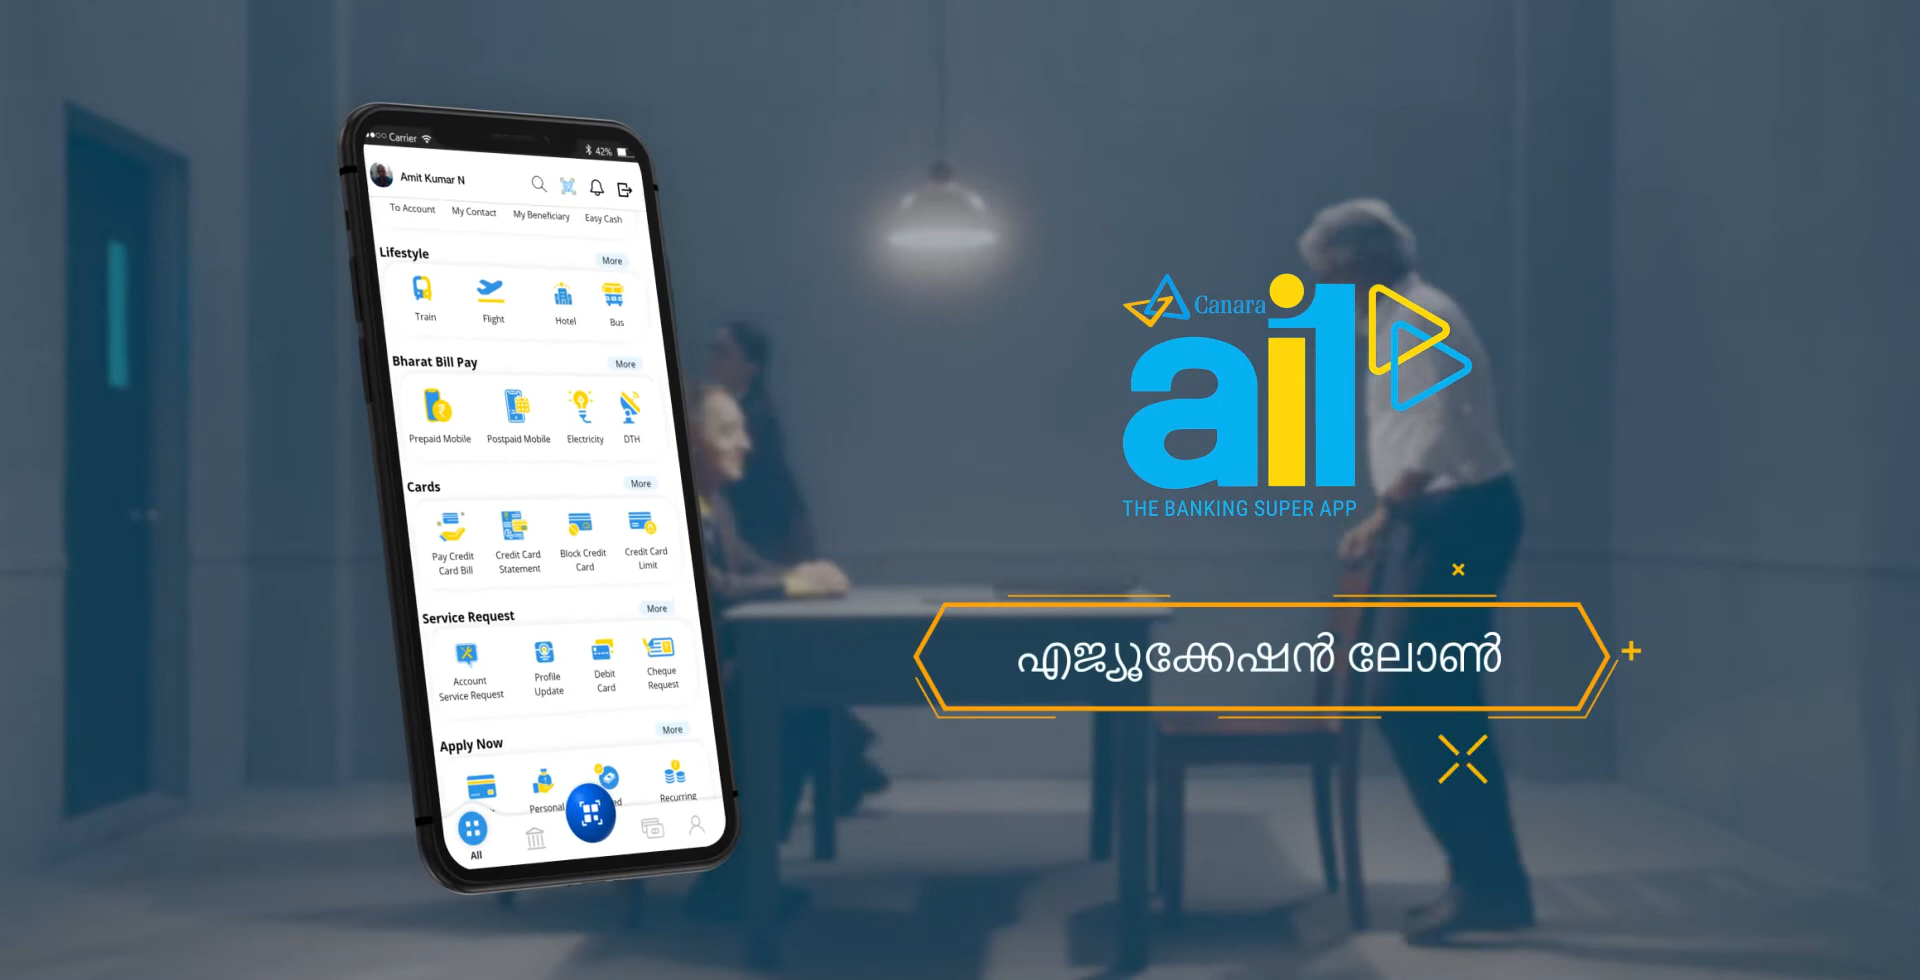 Carrier
42%
Amit Kumar N
To Account My Contact My Beneficiary Easy Cash
Lifestyle More
Train Flight Hotel Bus
Bharat Bill Pay More
Prepaid Mobile Postpaid Mobile Electricity DTH
Cards More
Pay Credit Card Bill
Credit Card Statement
Block Credit Card
Credit Card Limit
Service Request More
Account Service Request
Profile Update
Debit Card
Cheque Request
Apply Now More
Personal
Recurring
All
Canara
ai1
THE BANKING SUPER APP
എജ്യൂക്കേഷൻ ലോൺ